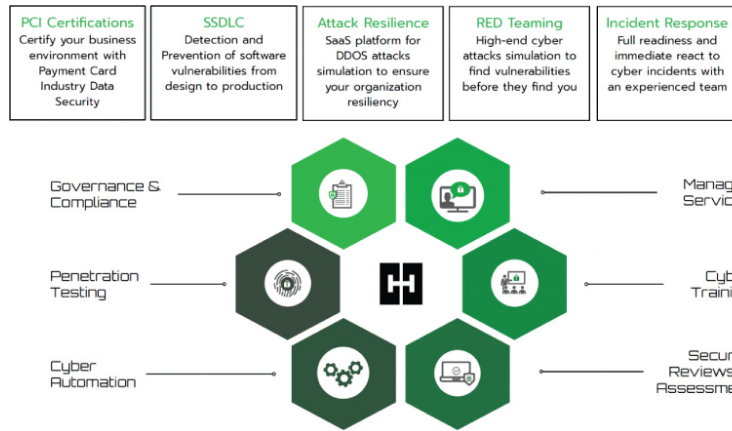 PCI Certifications
Certify your business
environment with
Payment Card
Industry Data
Security
SSDLC
Detection and
Prevention of software
vulnerabilities from
design to production
Attack Resilience
SaaS platform for
DDOS attacks
simulation to ensure
your organization
resiliency
RED Teaming
High-end cyber
attacks simulation to
find vulnerabilities
before they find you
Incident Response
Full readiness and
immediate react to
cyber incidents with
an experienced team
Governance &
Compliance
Penetration
Testing
Cyber
Automation